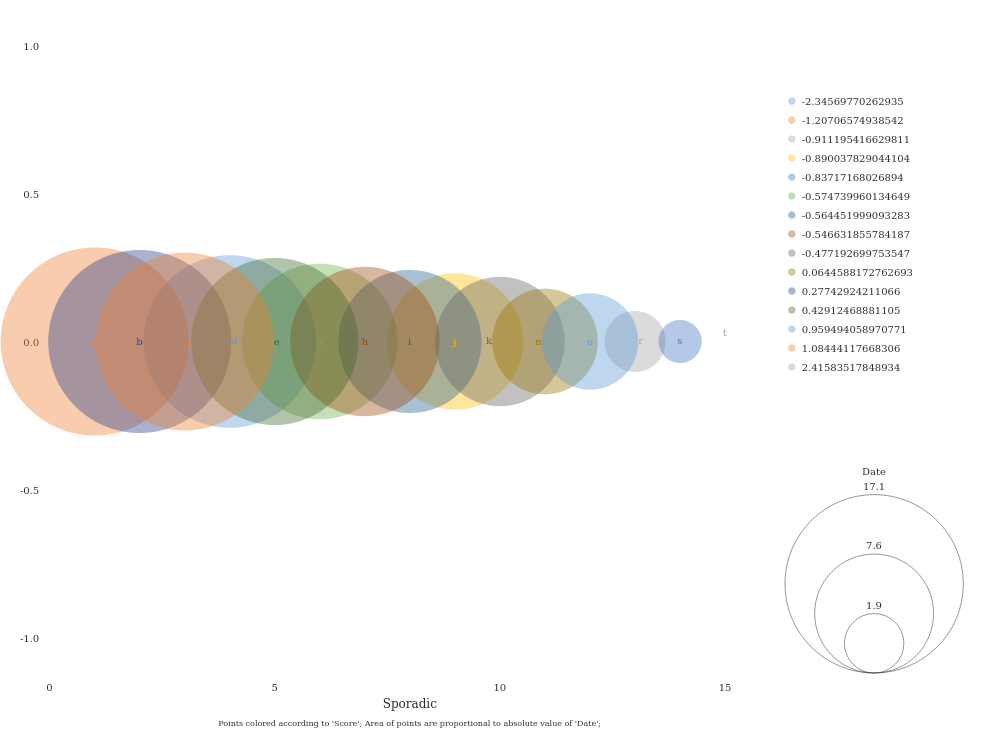 1.0
0.5
0.0
-0.5
-1.0
b
e
h
i
j
k
n
o
r
s
t
0
5
10
15
Sporadic
Points colored according to 'Score'; Area of points are proportional to absolute value of 'Date';
-2.34569770262935
-1.20706574938542
-0.911195416629811
-0.890037829044104
-0.83717168026894
-0.574739960134649
-0.564451999093283
-0.546631855784187
-0.477192699753547
0.0644588172762693
0.27742924211066
0.42912468881105
0.959494058970771
1.08444117668306
2.41583517848934
Date
17.1
7.6
1.9